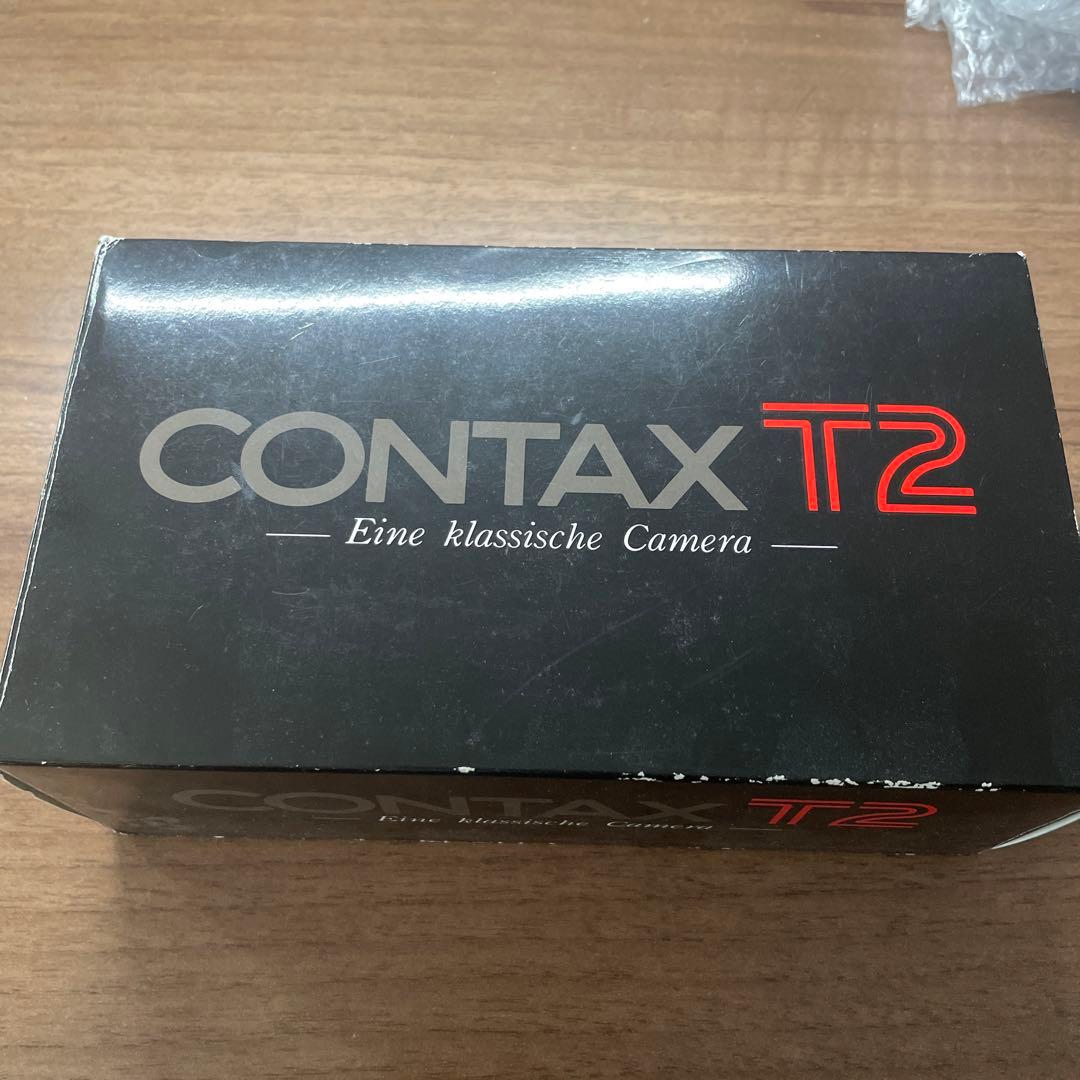 CONTAX T2
Eine klassische Camera
CONTAX T2
Eine klassische Camera